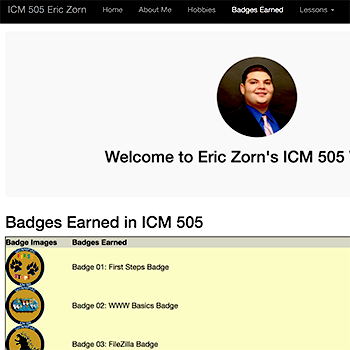 ICM 505 Eric Zorn Home About Me Hobbies Badges Earned Lessons
Welcome to Eric Zorn's ICM 505
Badges Earned in ICM 505
Badge Images Badges Earned
Badge 01: First Steps Badge
Badge 02: WWW Basics Badge
Badge 03: FileZilla Badge